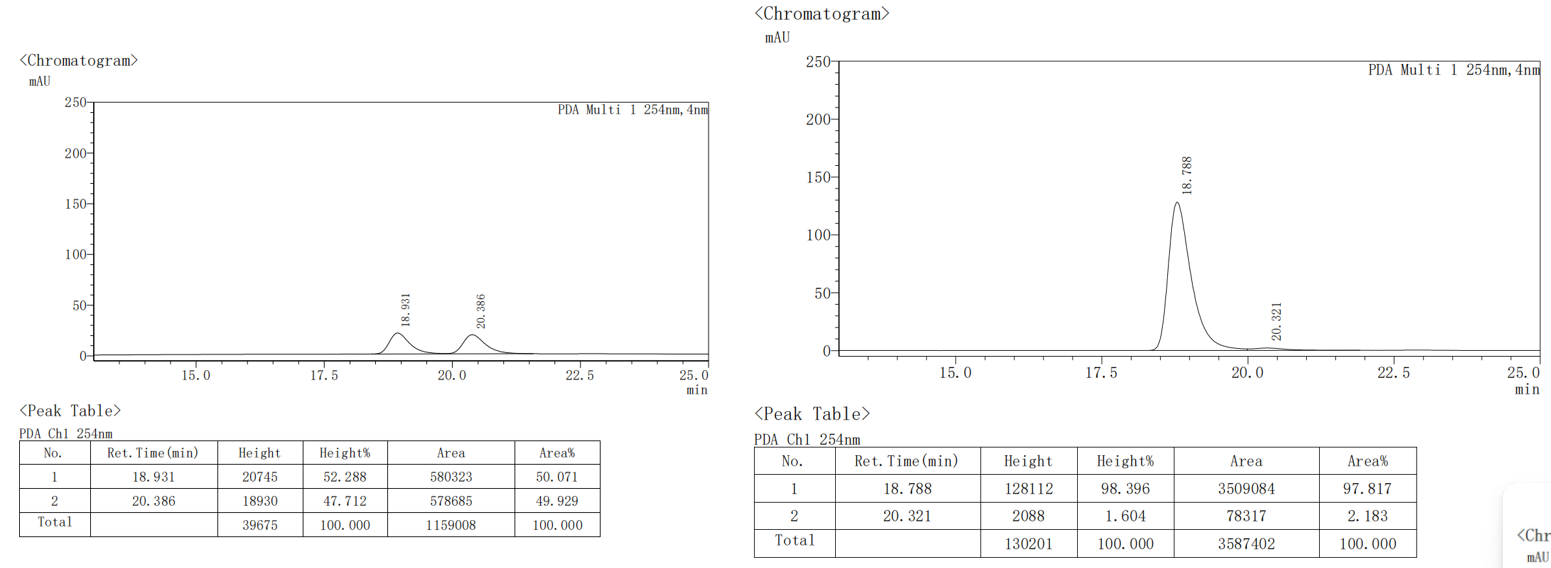 <Chromatogram>
mAU
PDA Multi 1 254nm,4nm
250
200
150
100
50
0
18.931
20.386
15.0 17.5 20.0 22.5 25.0
min
<Peak Table>
PDA Ch1 254nm
No. Ret.Time(min) Height Height% Area Area%
1 18.931 20745 52.288 580323 50.071
2 20.386 18930 47.712 578685 49.929
Total 39675 100.000 1159008 100.000
<Chromatogram>
mAU
PDA Multi 1 254nm,4nm
250
200
150
100
50
0
18.788
20.321
15.0 17.5 20.0 22.5 25.0
min
<Peak Table>
PDA Ch1 254nm
No. Ret.Time(min) Height Height% Area Area%
1 18.788 128112 98.396 3509084 97.817
2 20.321 2088 1.604 78317 2.183
Total 130201 100.000 3587402 100.000
<Chr
mAU